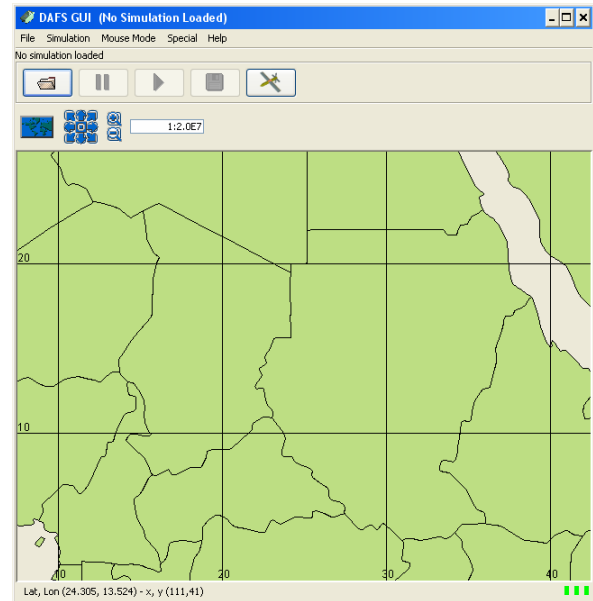 DAFS GUI (No Simulation Loaded)
File Simulation Mouse Mode Special Help
No simulation loaded
1:2.0E7
20
10
10 20 30 40
Lat, Lon (24.305, 13.524) - x, y (111,41)